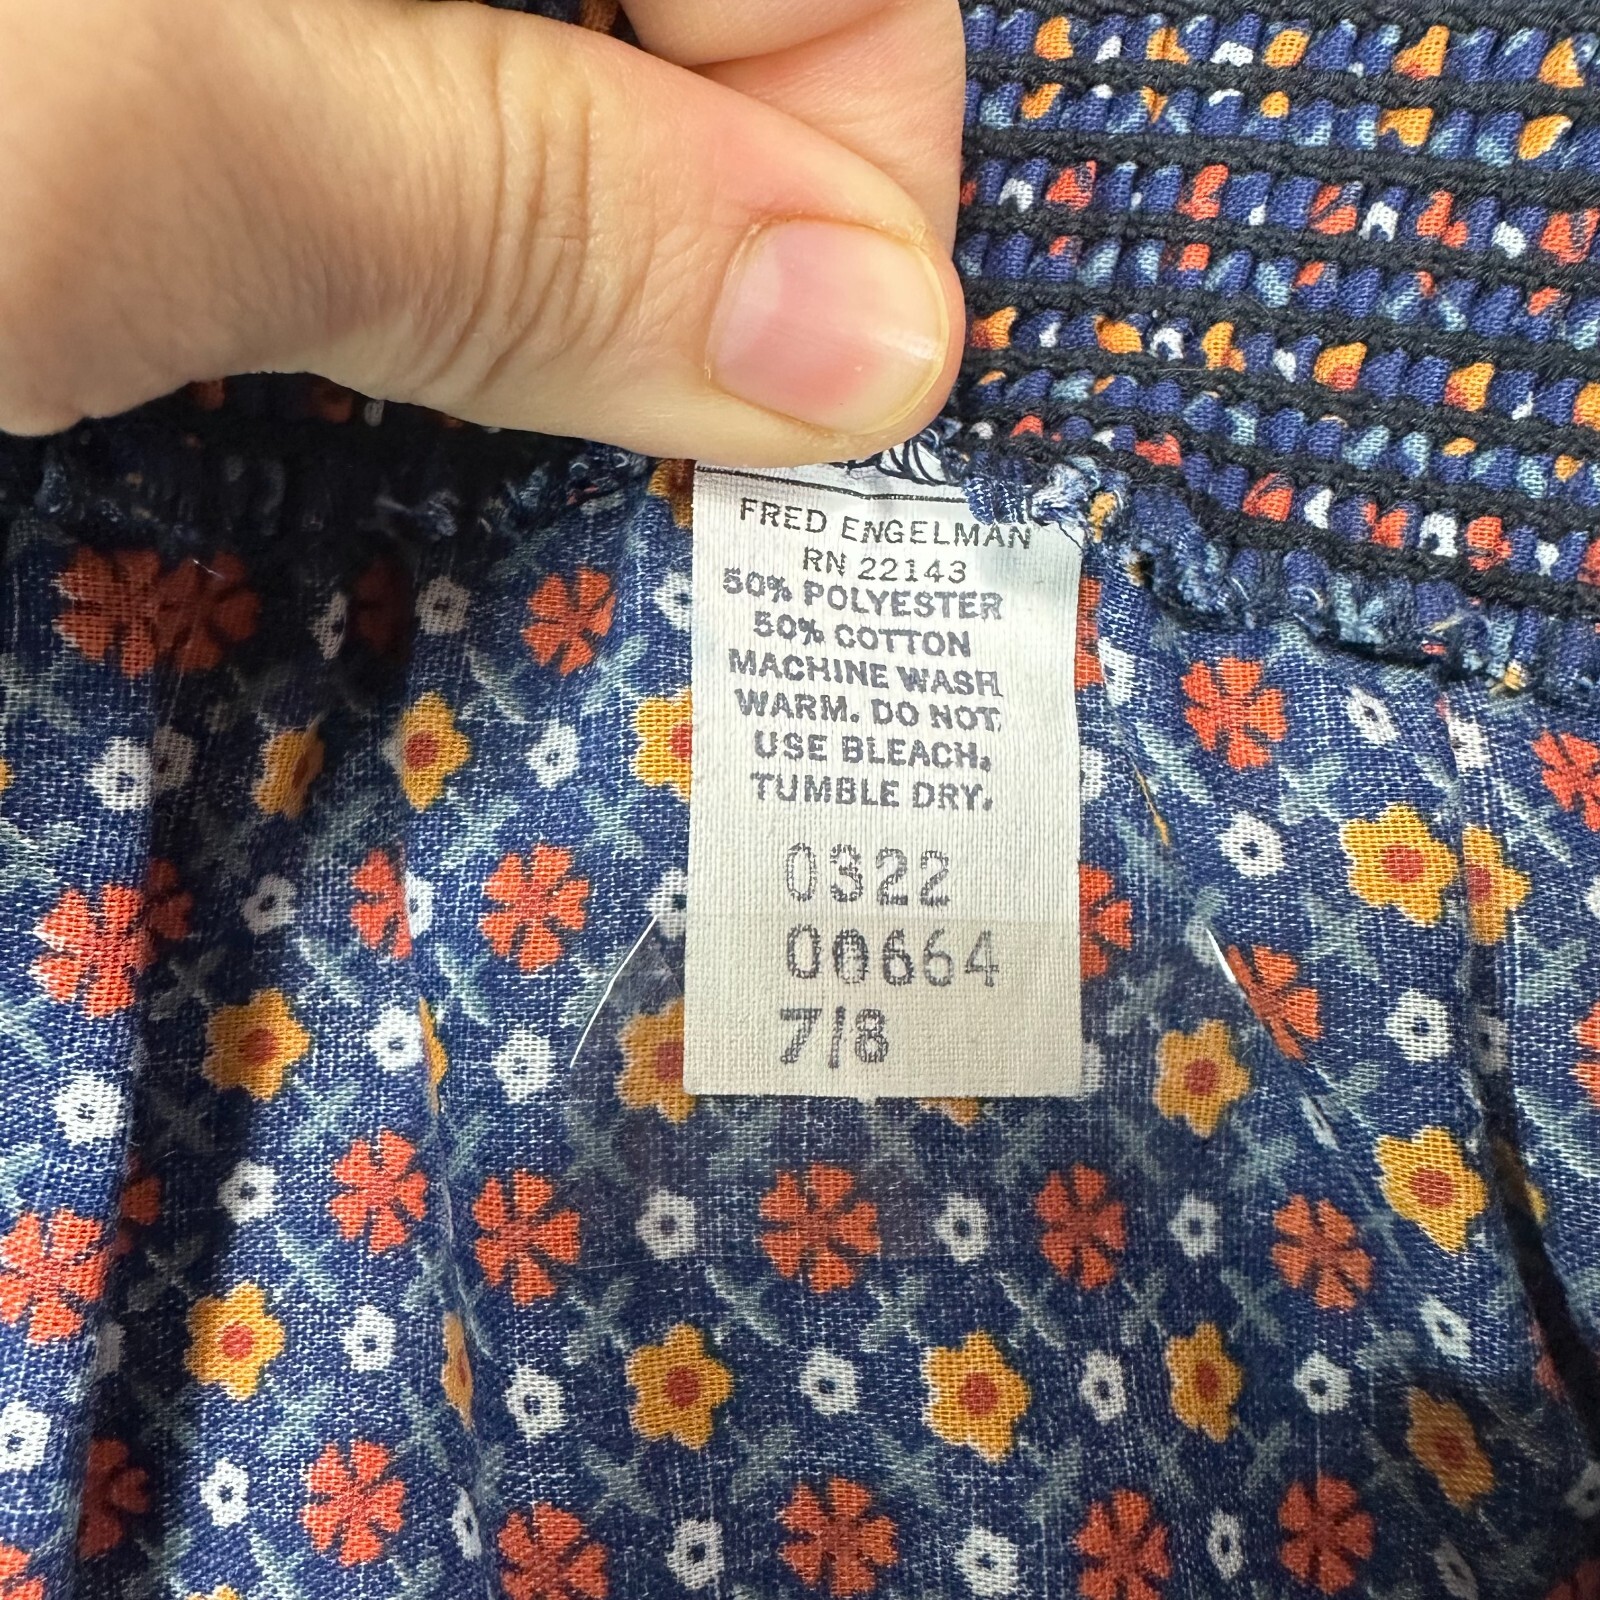 FRED ENGELMAN
RN 22143
50% POLYESTER
50% COTTON
MACHINE WASH
WARM. DO NOT
USE BLEACH.
TUMBLE DRY.
0322
00664
7/8